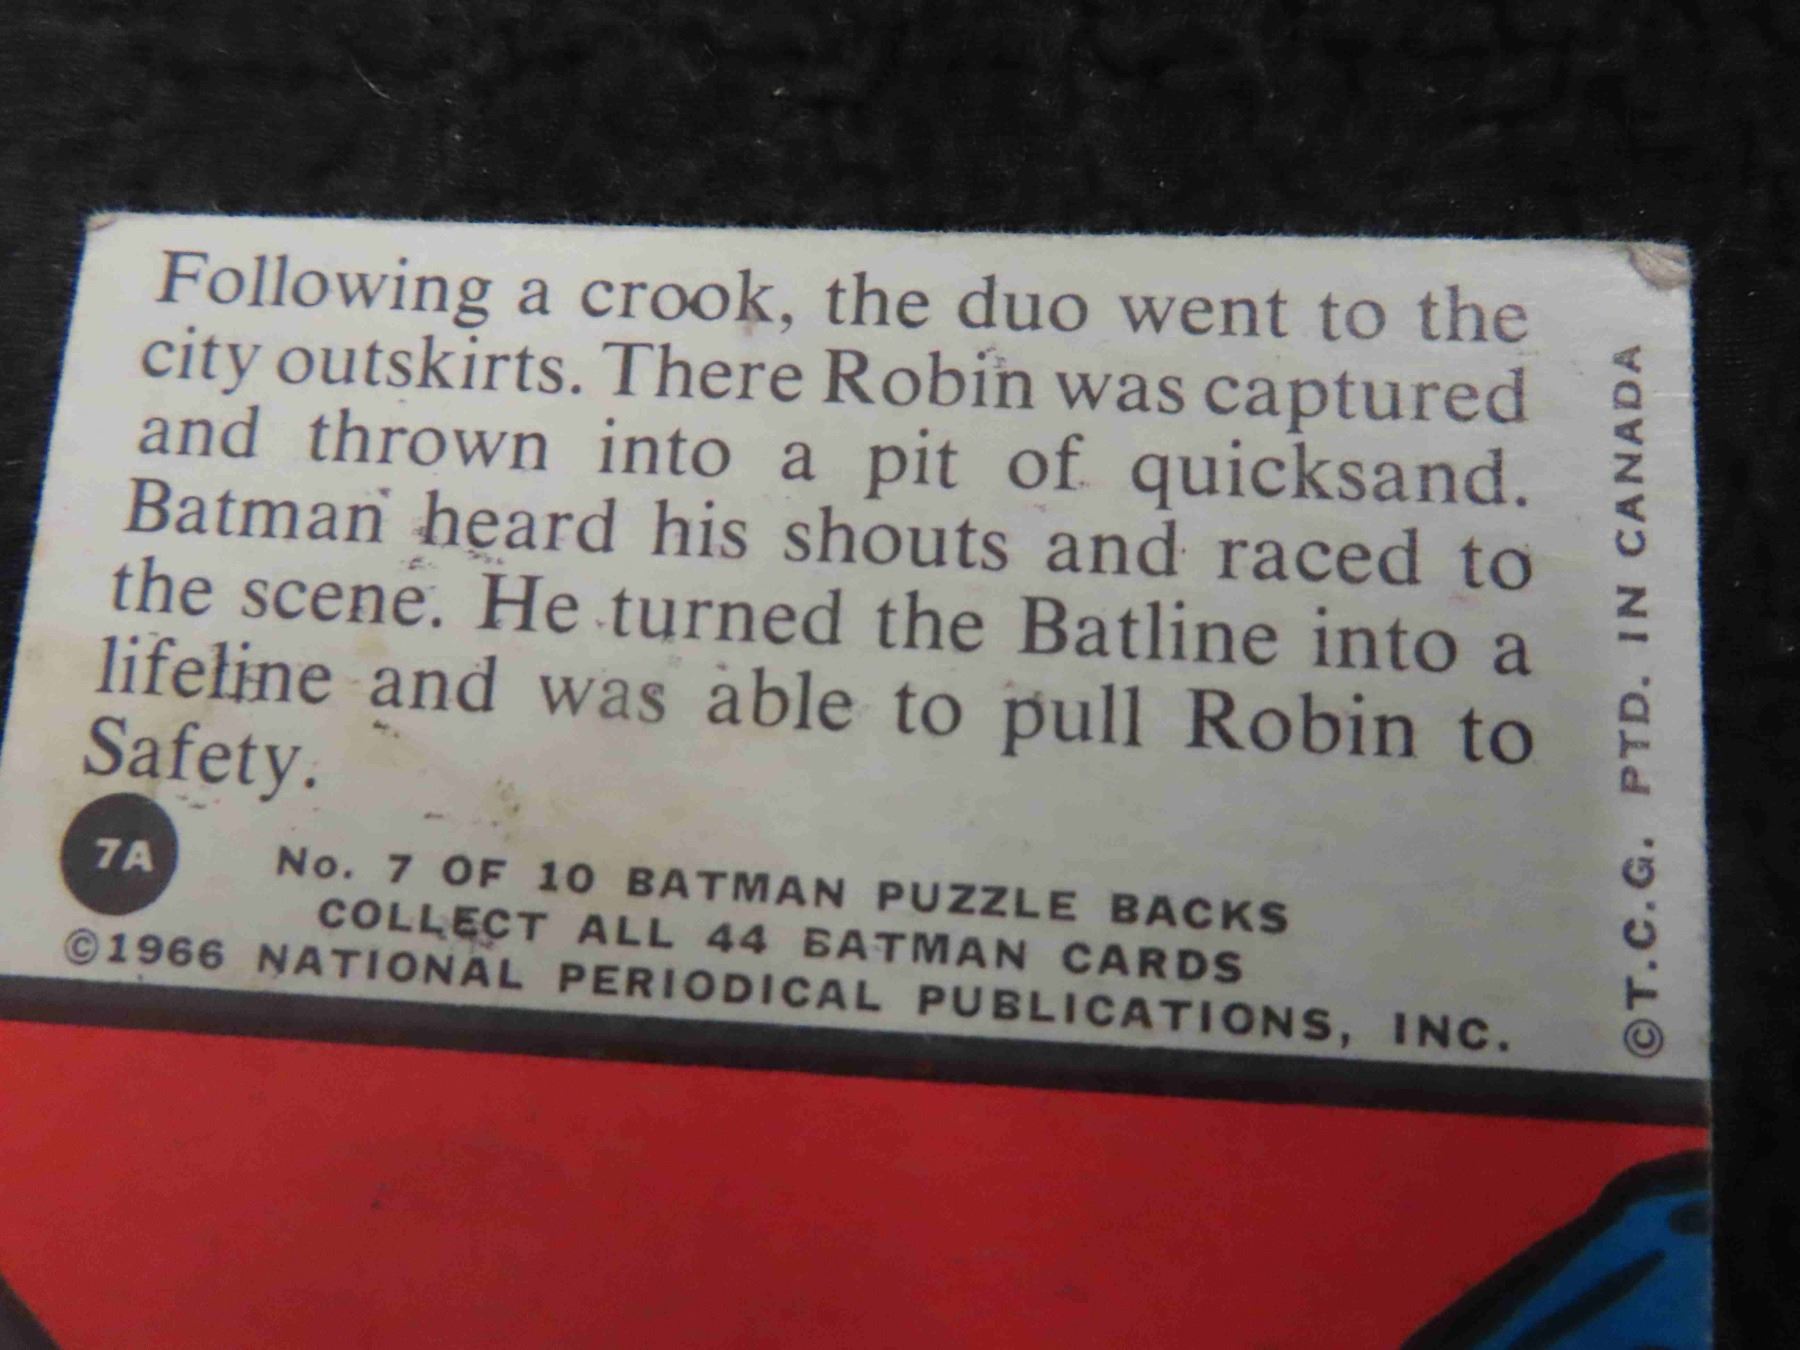 Following a crook, the duo went to the
city outskirts. There Robin was captured
and thrown into a pit of quicksand.
Batman heard his shouts and raced to
the scene. He turned the Batline into a
lifeline and was able to pull Robin to
Safety.
7A
No. 7 OF 10 BATMAN PUZZLE BACKS
COLLECT ALL 44 BATMAN CARDS
©1966 NATIONAL PERIODICAL PUBLICATIONS, INC.
©T.C.G. PTD. IN CANADA